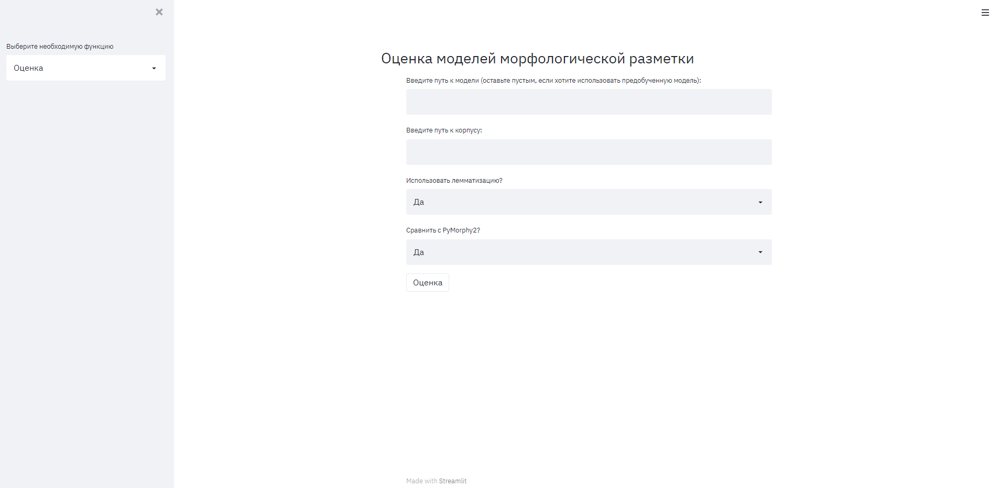 Выберите необходимую функцию
Оценка
Оценка моделей морфологической разметки
Введите путь к модели (оставьте пустым, если хотите использовать предобученную модель):
Введите путь к корпусу:
Использовать лемматизацию?
Да
Сравнить с PyMorphy2?
Да
Оценка
Made with Streamlit